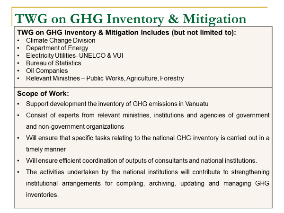 TWG on GHG Inventory & Mitigation
TWG on GHG Inventory & Mitigation Includes (but not limited to):
• Climate Change Division
• Department of Energy
• Electricity Utilities- UNELCO & VUI
• Bureau of Statistics
• Oil Companies
• Relevant Ministries – Public Works, Agriculture, Forestry
Scope of Work:
• Support development the inventory of GHG emissions in Vanuatu
• Consist of experts from relevant ministries, institutions and agencies of government
and non-government organizations
• Will ensure that specific tasks relating to the national GHG inventory is carried out in a
timely manner
• Will ensure efficient coordination of outputs of consultants and national institutions.
• The activities undertaken by the national institutions will contribute to strengthening
institutional arrangements for compiling, archiving, updating and managing GHG
inventories.